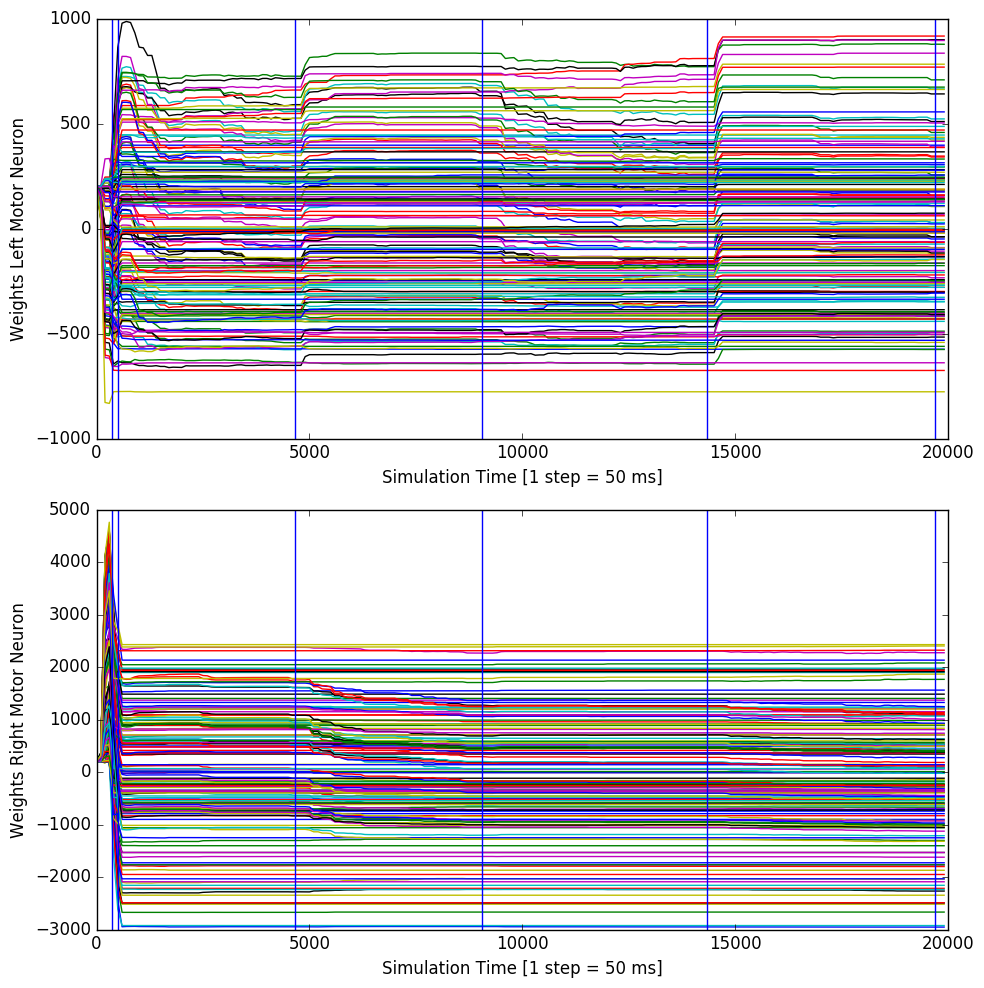 1000
500
0
−500
−1000
Weights Left Motor Neuron
0 5000 10000 15000 20000
Simulation Time [1 step = 50 ms]
5000
4000
3000
2000
1000
0
−1000
−2000
−3000
Weights Right Motor Neuron
0 5000 10000 15000 20000
Simulation Time [1 step = 50 ms]